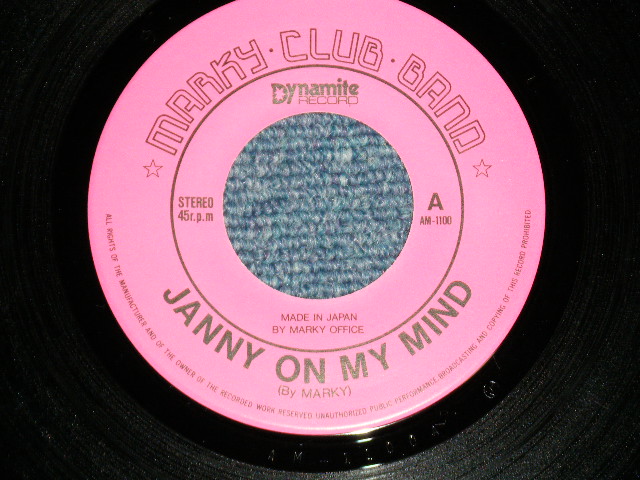 MARKY・CLUB・BAND
Dynamite
RECORD
STEREO
45r.p.m
A
AM-1100
MADE IN JAPAN
BY MARKY OFFICE
JANNY ON MY MIND
(By MARKY)
ALL RIGHTS OF THE MANUFACTURER AND OF THE OWNER OF THE RECORDED WORK RESERVED. UNAUTHORIZED PUBLIC PERFORMANCE, BROADCASTING AND COPYING OF THIS RECORD PROHIBITED